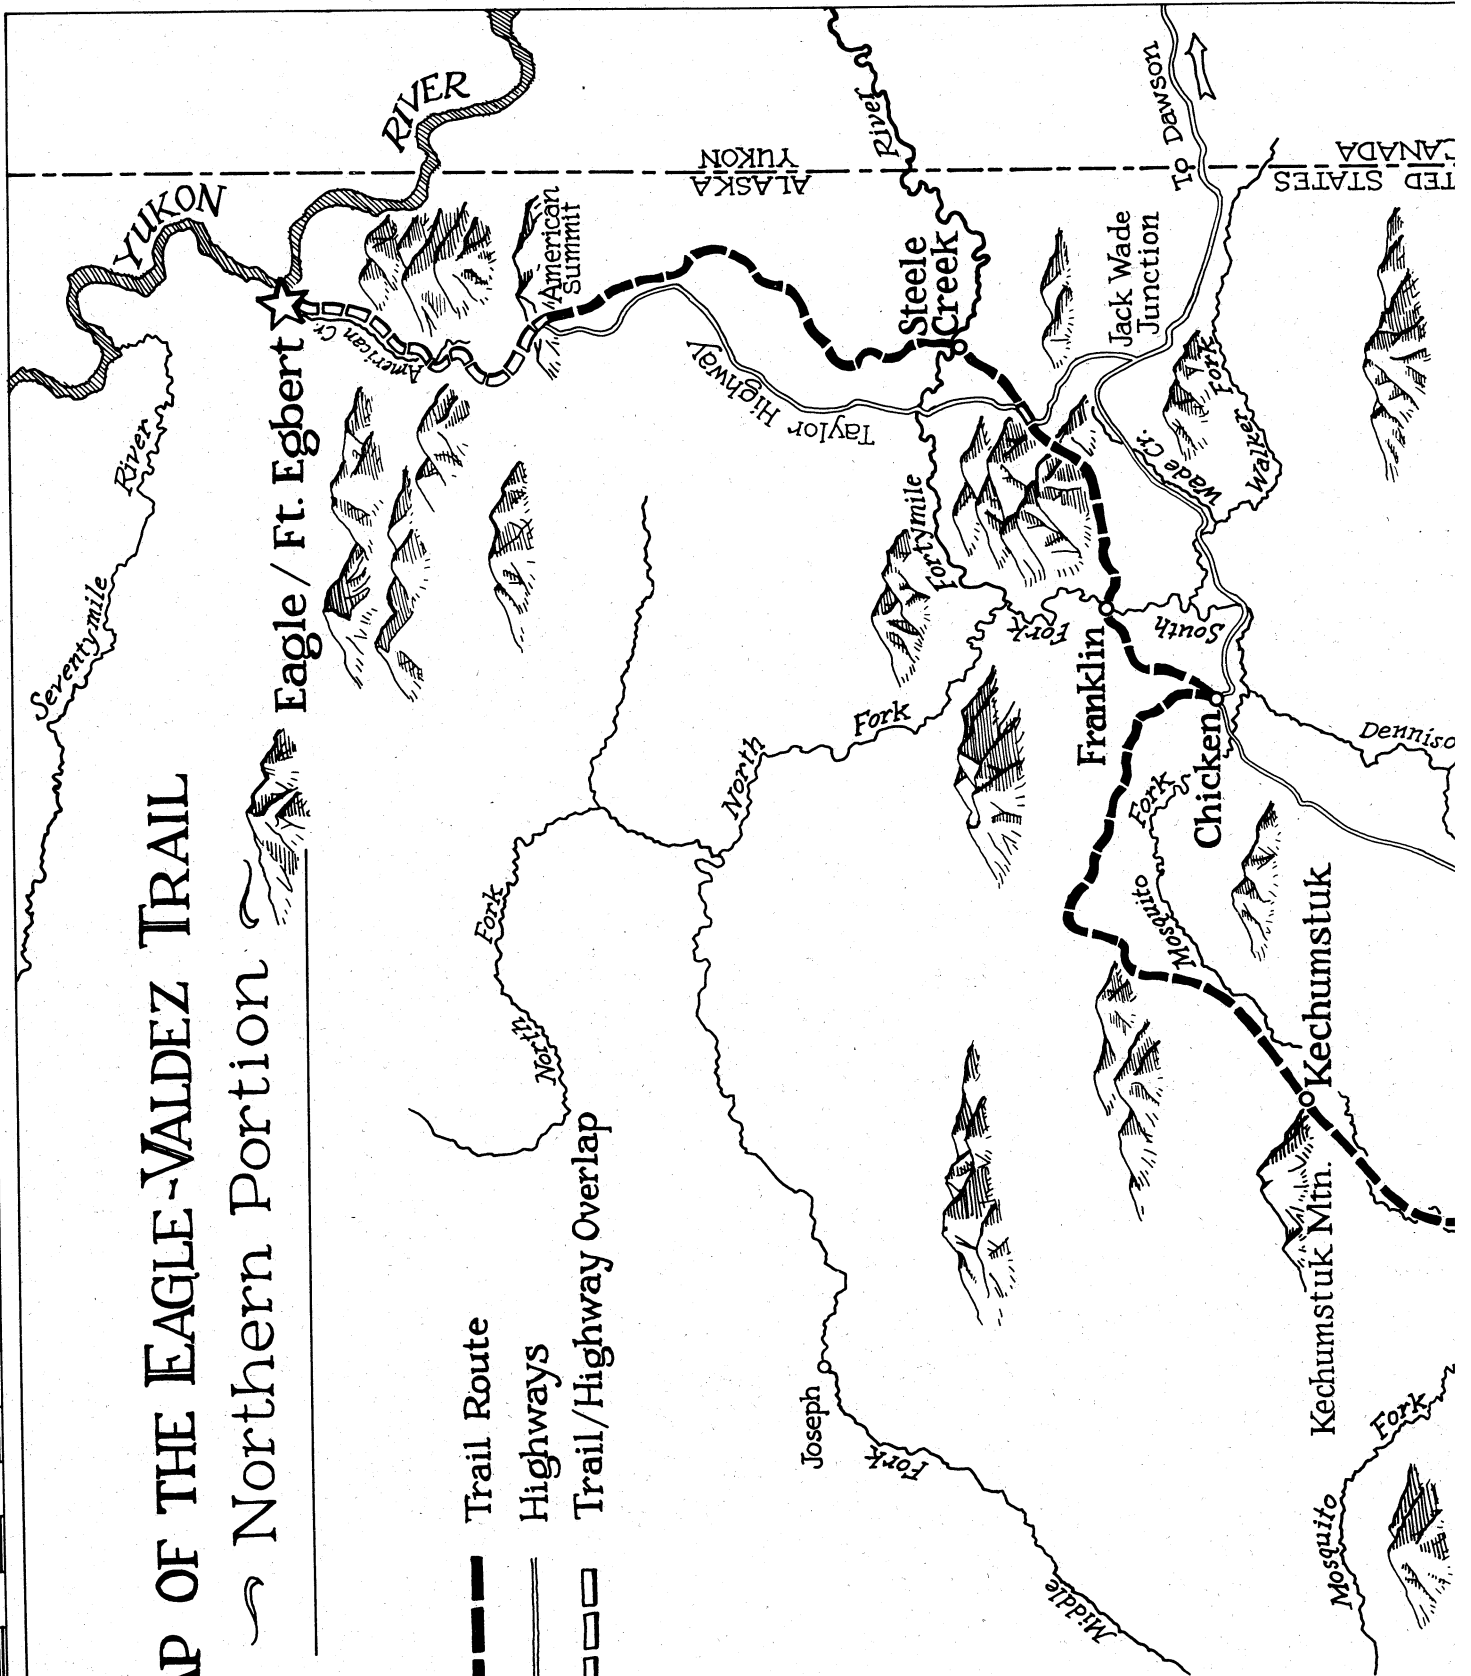 AP OF THE EAGLE-VALDEZ TRAIL
Northern Portion
Trail Route
Highways
Trail/Highway Overlap
YUKON
RIVER
Seventymile
River
Eagle / Ft. Egbert
American Cr.
American
Summit
ALASKA
YUKON
River
Steele
Creek
Taylor Highway
To Dawson
Jack Wade
Junction
TED STATES
CANADA
Fortymile
Wade Cr.
Walker
Fork
Fork
South
Franklin
Chicken
Denniso
North
Fork
North
Fork
Mosquito
Fork
Kechumstuk
Kechumstuk Mtn.
Joseph
Middle
Fork
Mosquito
Fork